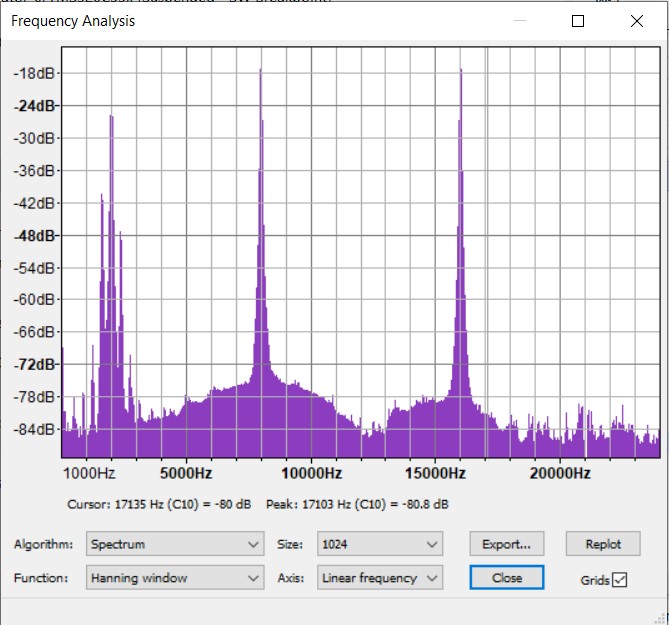 Frequency Analysis
-18dB
-24dB
-30dB
-36dB
-42dB
-48dB
-54dB
-60dB
-66dB
-72dB
-78dB
-84dB
1000Hz 5000Hz 10000Hz 15000Hz 20000Hz
Cursor: 17135 Hz (C10) = -80 dB Peak: 17103 Hz (C10) = -80.8 dB
Algorithm: Spectrum Size: 1024 Export... Replot
Function: Hanning window Axis: Linear frequency Close Grids